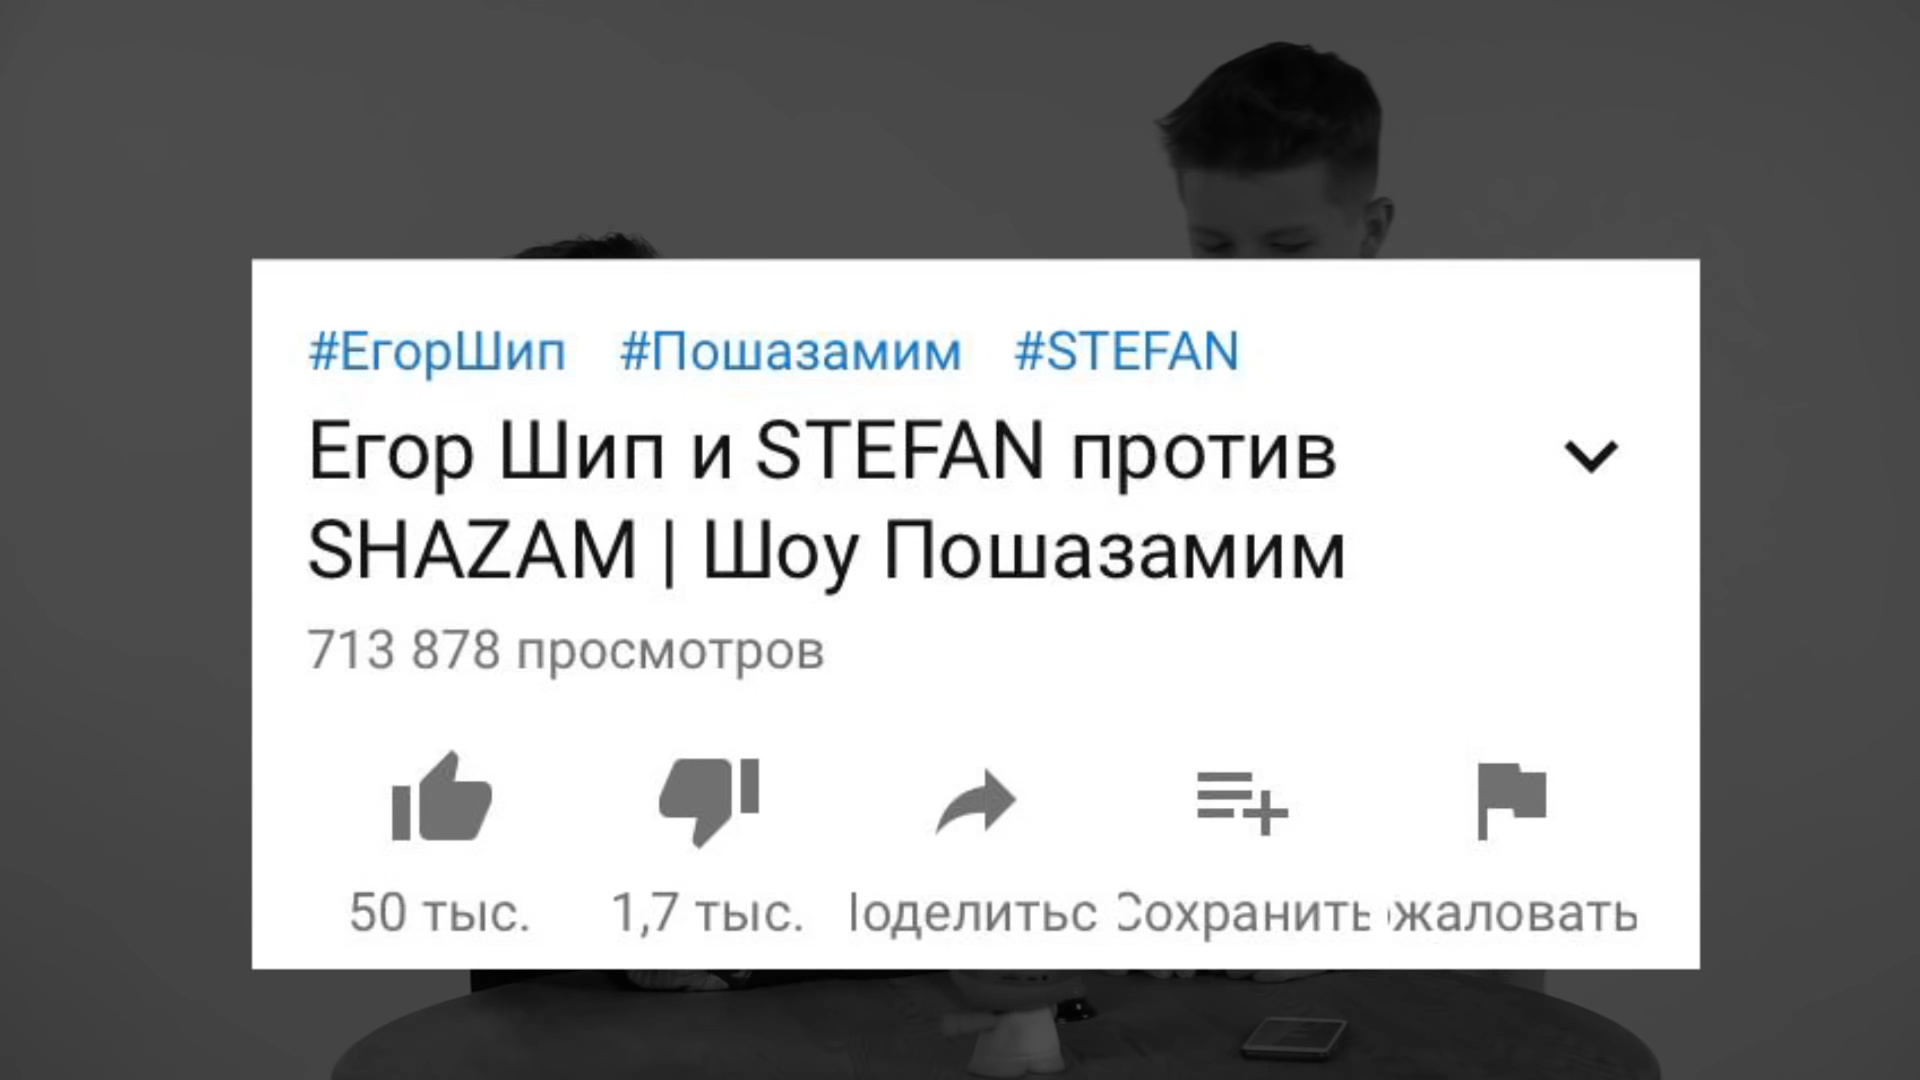 #ЕгорШип #Пошазамим #STEFAN
Егор Шип и STEFAN против
SHAZAM | Шоу Пошазамим
713 878 просмотров
50 тыс. 1,7 тыс. Іоделитьс Сохранить жаловать